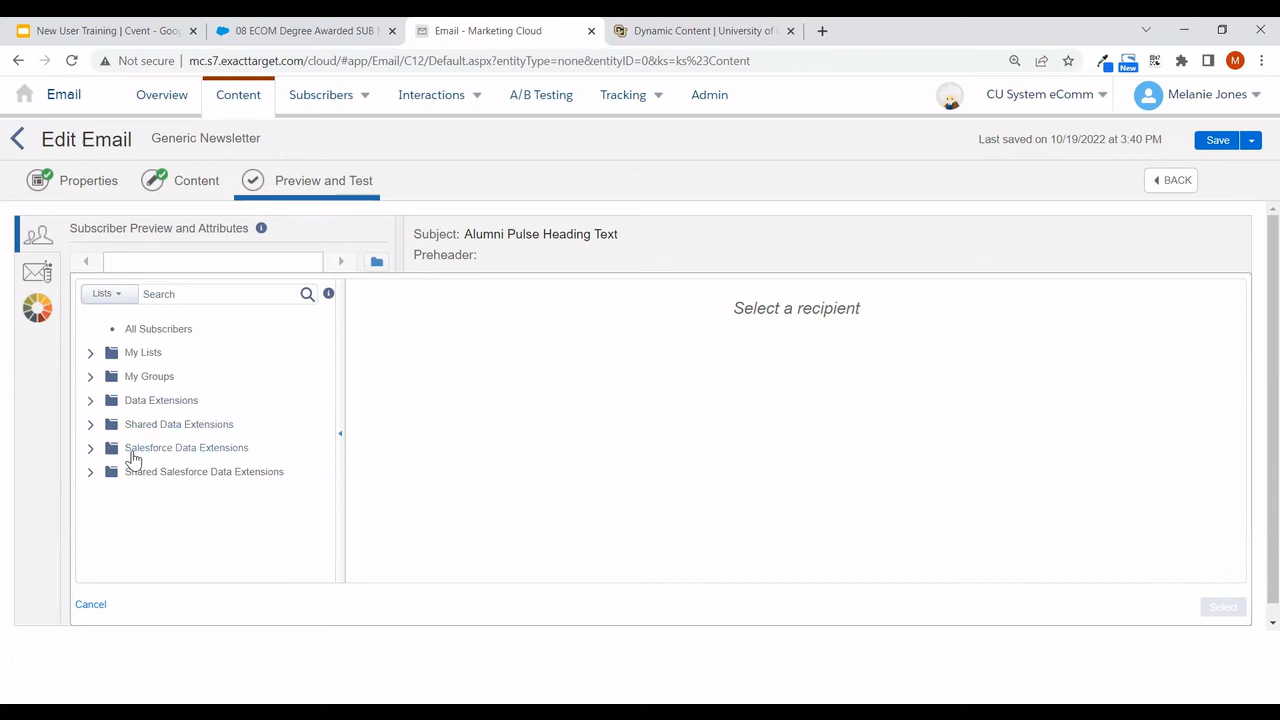 New User Training | Cvent - Goo
08 ECOM Degree Awarded SUB
Email - Marketing Cloud
Dynamic Content | University of
Not secure
mc.s7.exacttarget.com/cloud/#app/Email/C12/Default.aspx?entityType=none&entityID=0&ks=ks%23Content
New
M
Email
Overview
Content
Subscribers
Interactions
A/B Testing
Tracking
Admin
CU System eComm
Melanie Jones
Edit Email
Generic Newsletter
Last saved on 10/19/2022 at 3:40 PM
Save
Properties
Content
Preview and Test
BACK
Subscriber Preview and Attributes
Subject: Alumni Pulse Heading Text
Preheader:
Lists
Search
Select a recipient
All Subscribers
My Lists
My Groups
Data Extensions
Shared Data Extensions
Salesforce Data Extensions
Shared Salesforce Data Extensions
Cancel
Select